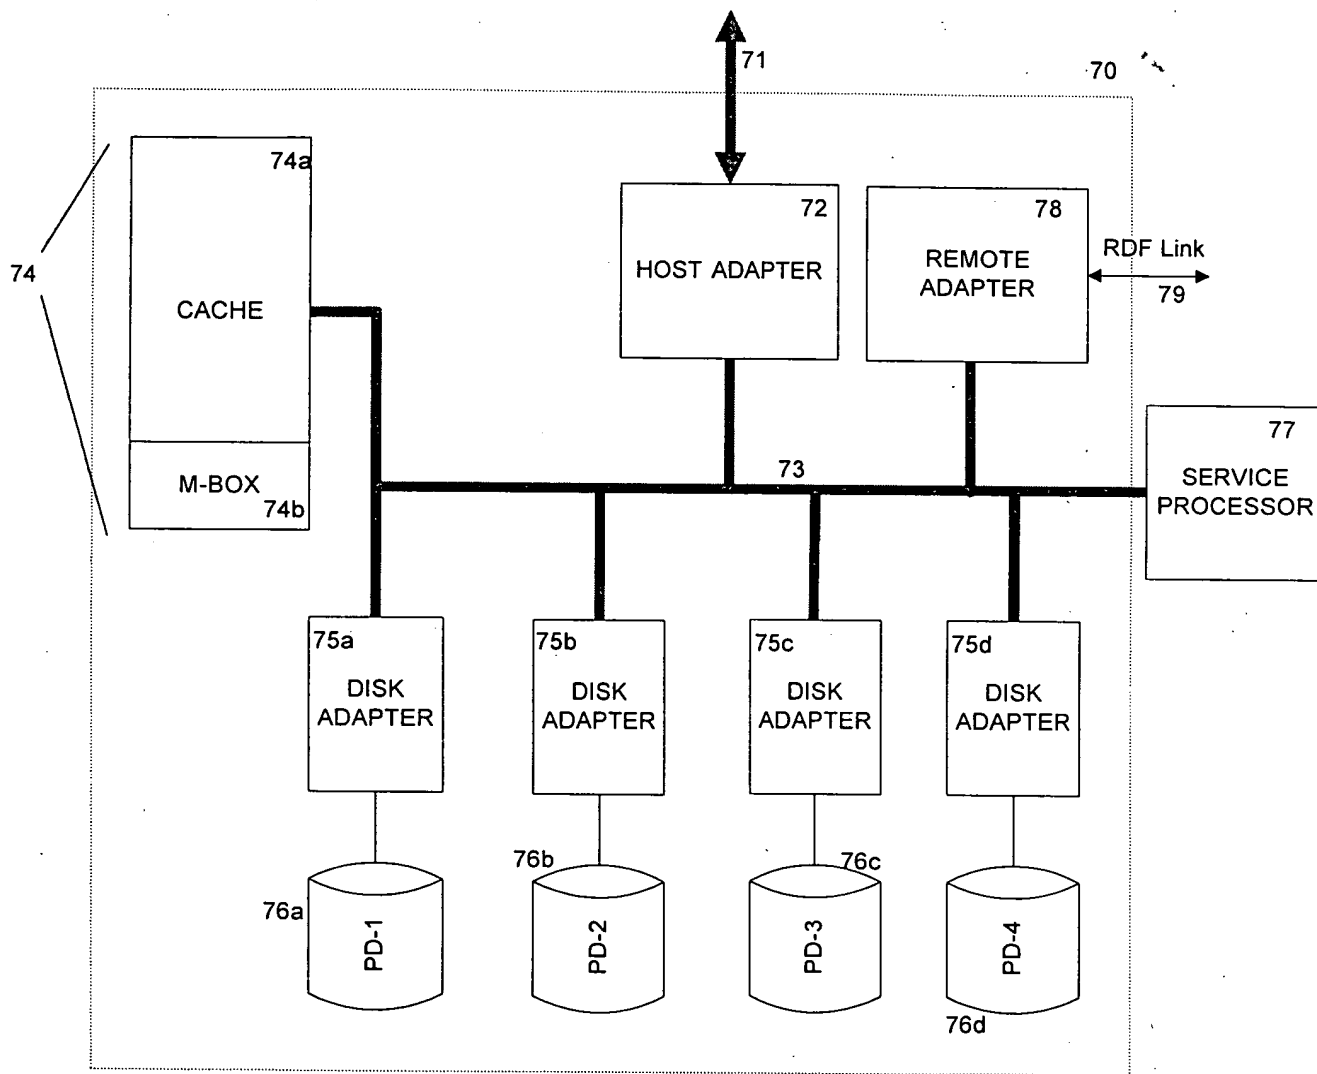 71
70
74a
74
CACHE
M-BOX
74b
72
HOST ADAPTER
78
REMOTE
ADAPTER
RDF Link
79
73
77
SERVICE
PROCESSOR
75a
DISK
ADAPTER
75b
DISK
ADAPTER
75c
DISK
ADAPTER
75d
DISK
ADAPTER
76a
PD-1
76b
PD-2
76c
PD-3
PD-4
76d